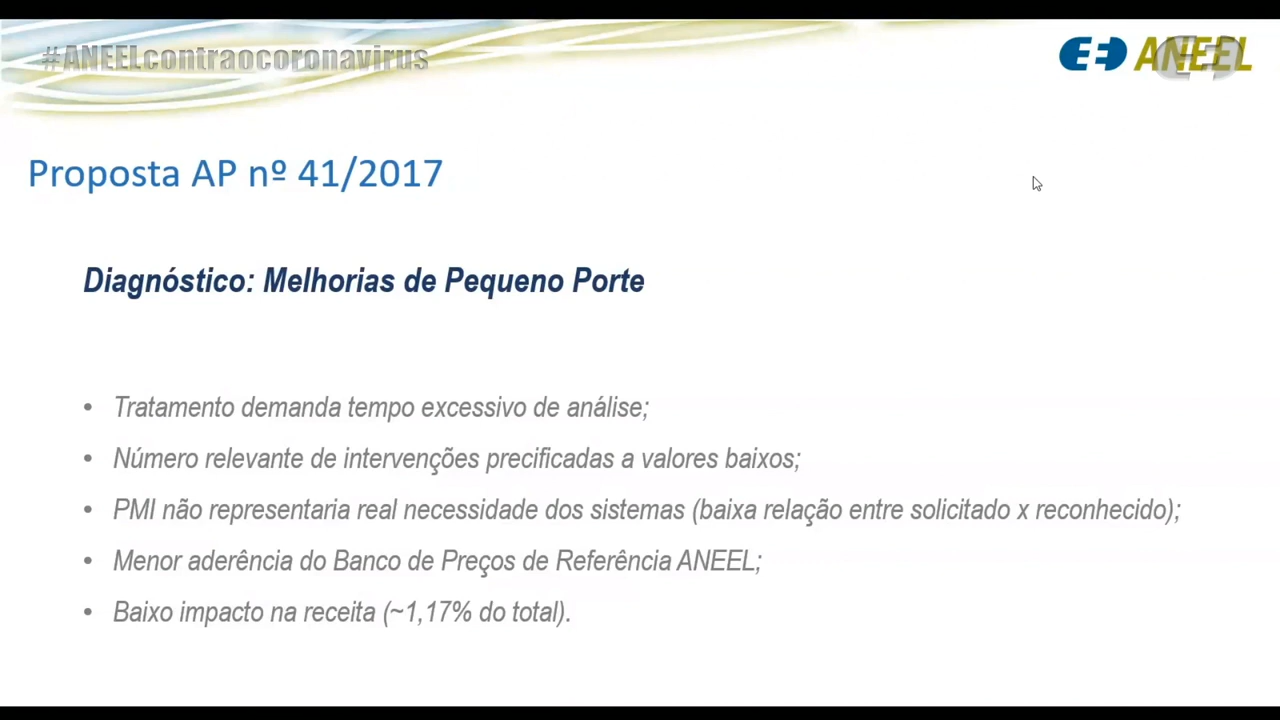 #ANEELcontraocoronavirus
ANEEL
Proposta AP nº 41/2017
Diagnóstico: Melhorias de Pequeno Porte
• Tratamento demanda tempo excessivo de análise;
• Número relevante de intervenções precificadas a valores baixos;
• PMI não representaria real necessidade dos sistemas (baixa relação entre solicitado x reconhecido);
• Menor aderência do Banco de Preços de Referência ANEEL;
• Baixo impacto na receita (~1,17% do total).